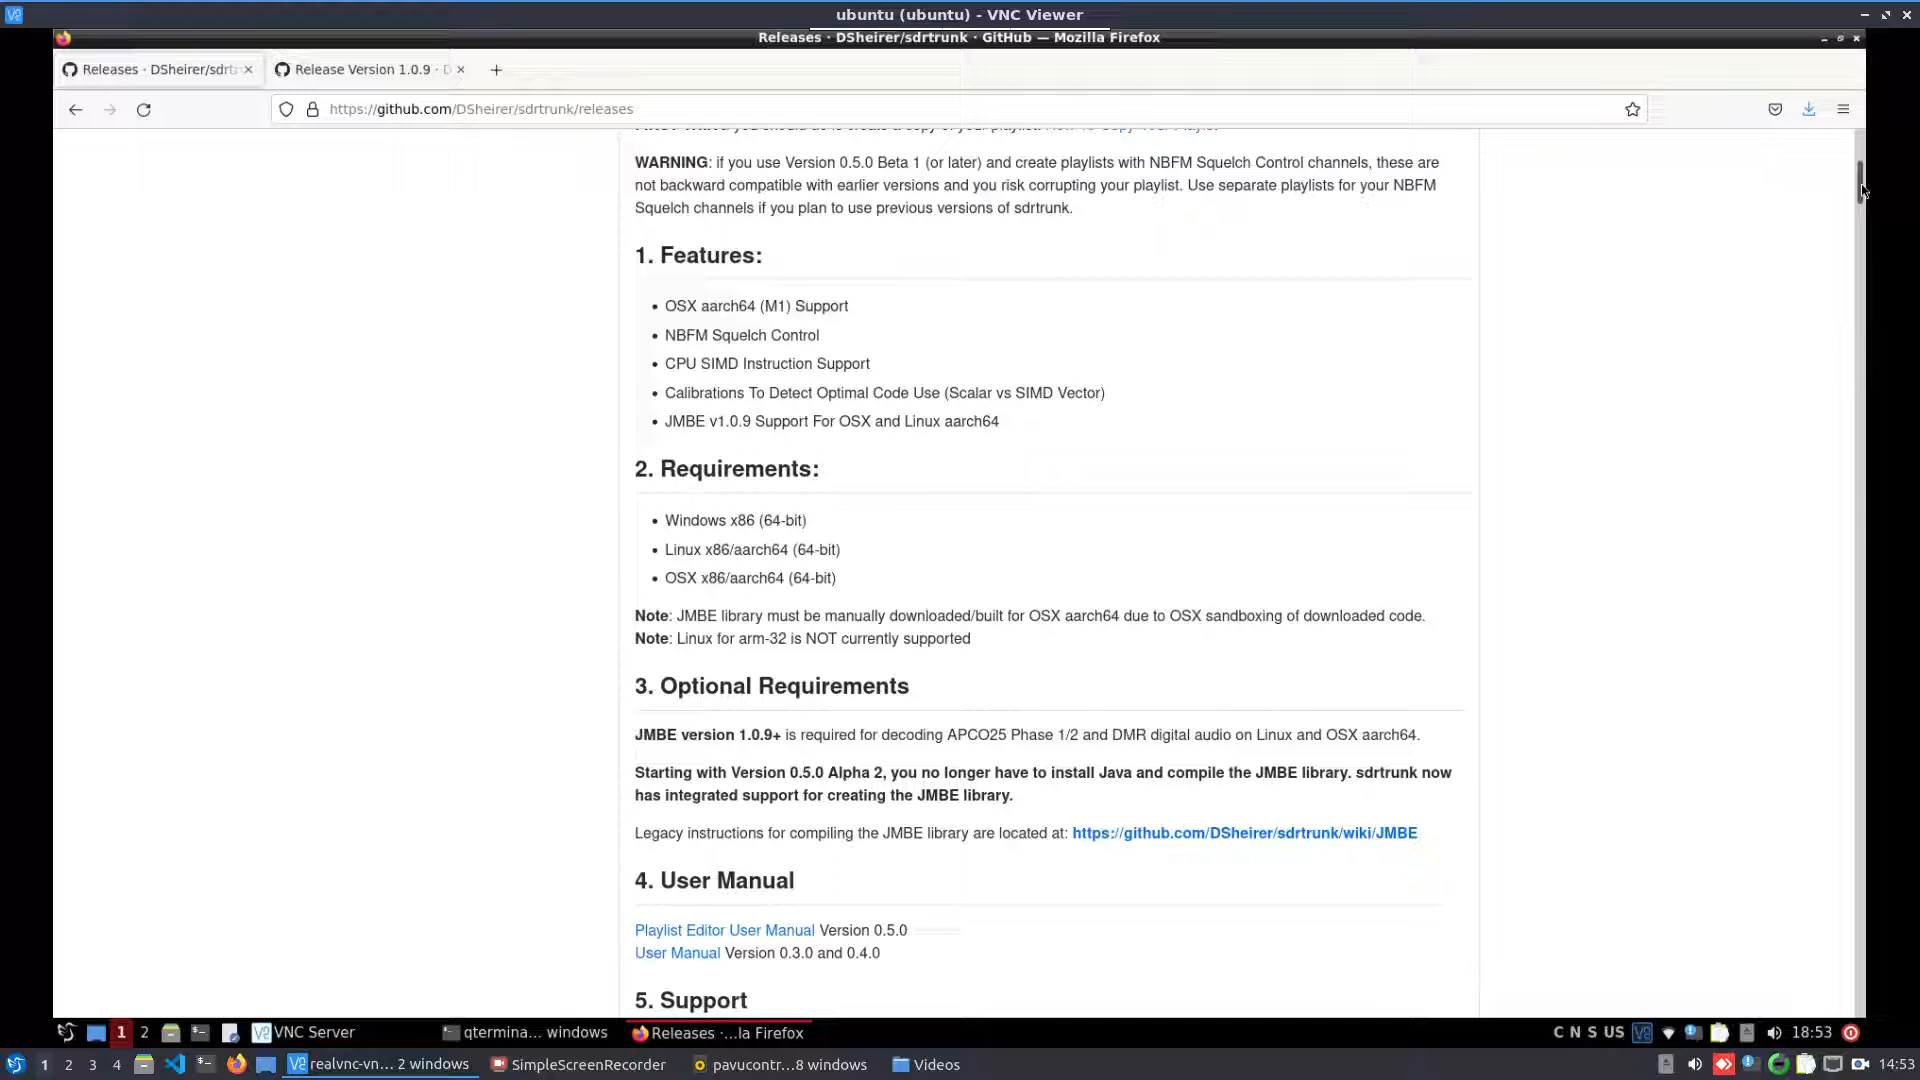 ubuntu (ubuntu) - VNC Viewer
Releases · DSheirer/sdrtrunk · GitHub — Mozilla Firefox
Releases · DSheirer/sdrt
Release Version 1.0.9 · D
https://github.com/DSheirer/sdrtrunk/releases
WARNING: if you use Version 0.5.0 Beta 1 (or later) and create playlists with NBFM Squelch Control channels, these are
not backward compatible with earlier versions and you risk corrupting your playlist. Use separate playlists for your NBFM
Squelch channels if you plan to use previous versions of sdrtrunk.
1. Features:
• OSX aarch64 (M1) Support
• NBFM Squelch Control
• CPU SIMD Instruction Support
• Calibrations To Detect Optimal Code Use (Scalar vs SIMD Vector)
• JMBE v1.0.9 Support For OSX and Linux aarch64
2. Requirements:
• Windows x86 (64-bit)
• Linux x86/aarch64 (64-bit)
• OSX x86/aarch64 (64-bit)
Note: JMBE library must be manually downloaded/built for OSX aarch64 due to OSX sandboxing of downloaded code.
Note: Linux for arm-32 is NOT currently supported
3. Optional Requirements
JMBE version 1.0.9+ is required for decoding APCO25 Phase 1/2 and DMR digital audio on Linux and OSX aarch64.
Starting with Version 0.5.0 Alpha 2, you no longer have to install Java and compile the JMBE library. sdrtrunk now
has integrated support for creating the JMBE library.
Legacy instructions for compiling the JMBE library are located at: https://github.com/DSheirer/sdrtrunk/wiki/JMBE
4. User Manual
Playlist Editor User Manual Version 0.5.0
User Manual Version 0.3.0 and 0.4.0
5. Support
1 2 VNC Server qtermina... windows Releases ·...la Firefox C N S US 18:53
1 2 3 4 realvnc-vn... 2 windows SimpleScreenRecorder pavucontr...8 windows Videos 14:53